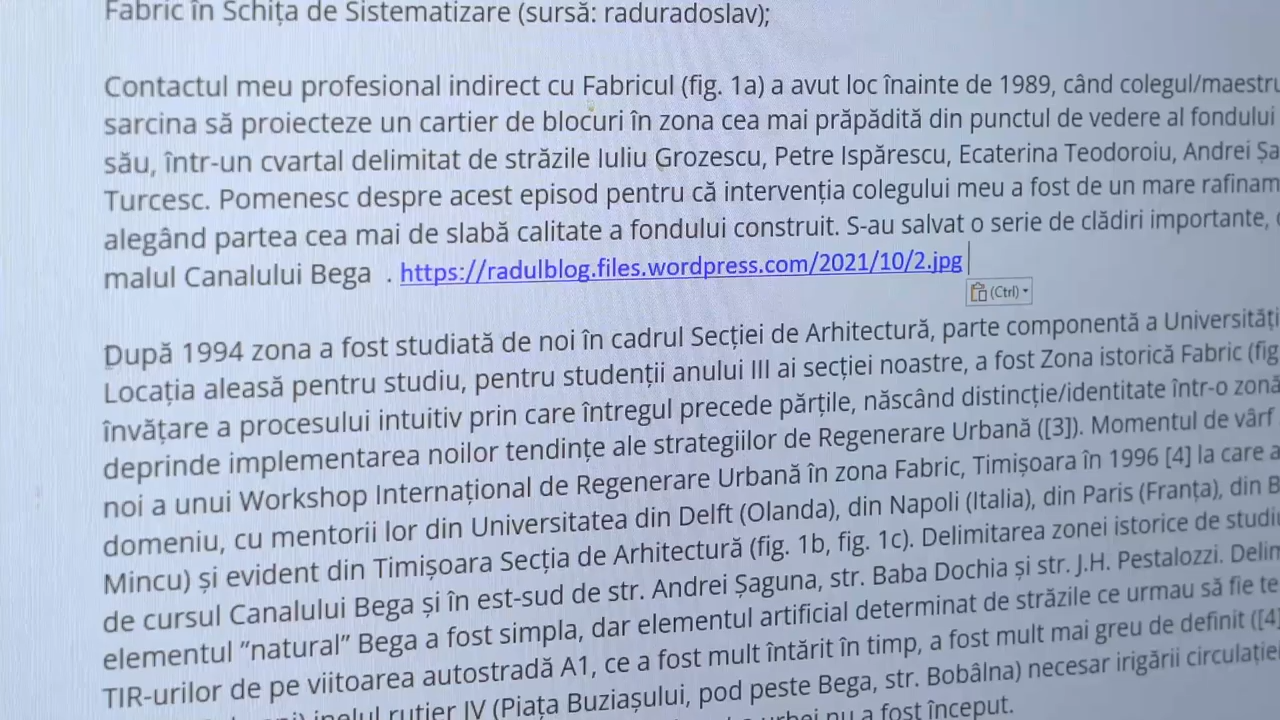 Fabric în Schița de Sistematizare (sursă: raduradoslav);
Contactul meu profesional indirect cu Fabricul (fig. 1a) a avut loc înainte de 1989, când colegul/maestru
sarcina să proiecteze un cartier de blocuri în zona cea mai prăpădită din punctul de vedere al fondului
său, într-un cvartal delimitat de străzile Iuliu Grozescu, Petre Ispărescu, Ecaterina Teodoroiu, Andrei Șa
Turcesc. Pomenesc despre acest episod pentru că intervenția colegului meu a fost de un mare rafinam
alegând partea cea mai de slabă calitate a fondului construit. S-au salvat o serie de clădiri importante,
malul Canalului Bega . https://radulblog.files.wordpress.com/2021/10/2.jpg
(Ctrl)
După 1994 zona a fost studiată de noi în cadrul Secției de Arhitectură, parte componentă a Universități
Locația aleasă pentru studiu, pentru studenții anului III ai secției noastre, a fost Zona istorică Fabric (fig
învățare a procesului intuitiv prin care întregul precede părțile, născând distincție/identitate într-o zonă
deprinde implementarea noilor tendințe ale strategiilor de Regenerare Urbană ([3]). Momentul de vârf
noi a unui Workshop Internațional de Regenerare Urbană în zona Fabric, Timișoara în 1996 [4] la care a
domeniu, cu mentorii lor din Universitatea din Delft (Olanda), din Napoli (Italia), din Paris (Franța), din B
Mincu) și evident din Timișoara Secția de Arhitectură (fig. 1b, fig. 1c). Delimitarea zonei istorice de studi
de cursul Canalului Bega și în est-sud de str. Andrei Șaguna, str. Baba Dochia și str. J.H. Pestalozzi. Delim
elementul ”natural” Bega a fost simpla, dar elementul artificial determinat de străzile ce urmau să fie te
TIR-urilor de pe viitoarea autostradă A1, ce a fost mult întărit în timp, a fost mult mai greu de definit ([4]
inelul rutier IV (Piața Buziașului, pod peste Bega, str. Bobâlna) necesar irigării circulație
nu a fost început.